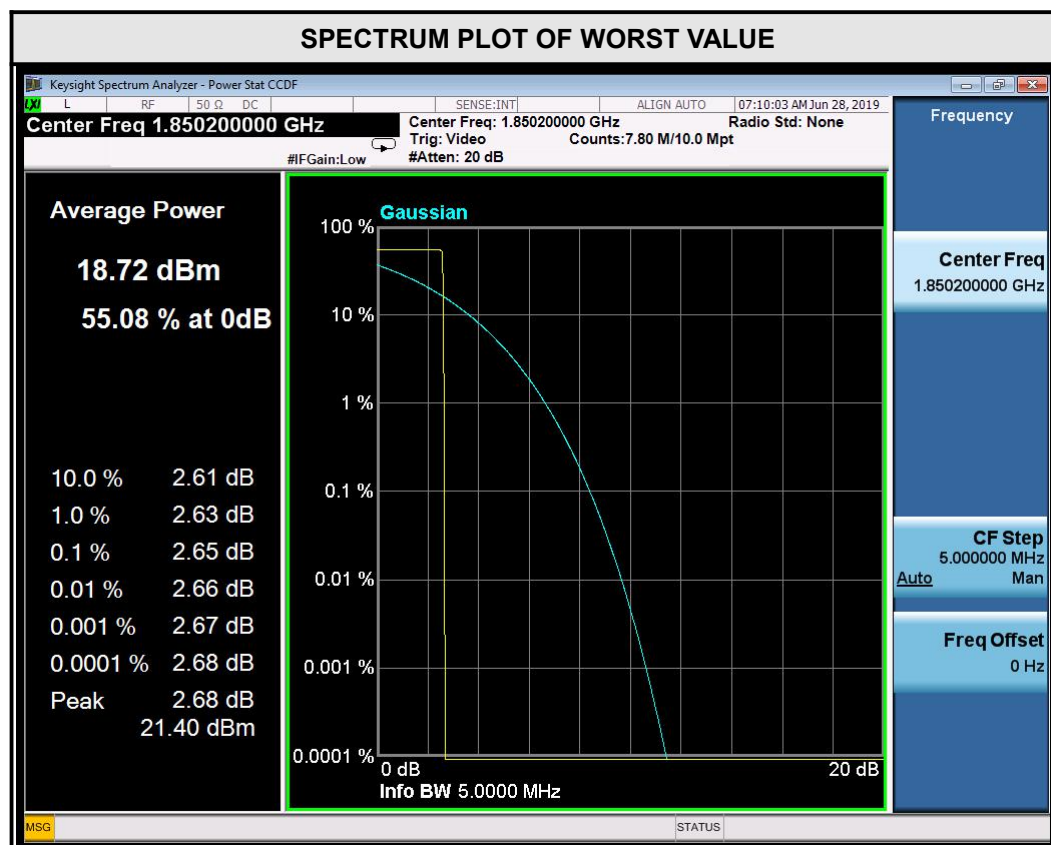 SPECTRUM PLOT OF WORST VALUE
Keysight Spectrum Analyzer - Power Stat CCDF
LXI L RF 50 Ω DC SENSE:INT ALIGN AUTO 07:10:03 AM Jun 28, 2019
Center Freq 1.850200000 GHz
Center Freq: 1.850200000 GHz Radio Std: None
Trig: Video Counts:7.80 M/10.0 Mpt
#IFGain:Low #Atten: 20 dB
Frequency
Average Power
18.72 dBm
55.08 % at 0dB
10.0 % 2.61 dB
1.0 % 2.63 dB
0.1 % 2.65 dB
0.01 % 2.66 dB
0.001 % 2.67 dB
0.0001 % 2.68 dB
Peak 2.68 dB
21.40 dBm
Gaussian
100 %
10 %
1 %
0.1 %
0.01 %
0.001 %
0.0001 %
0 dB 20 dB
Info BW 5.0000 MHz
Center Freq
1.850200000 GHz
CF Step
5.000000 MHz
Auto Man
Freq Offset
0 Hz
MSG STATUS